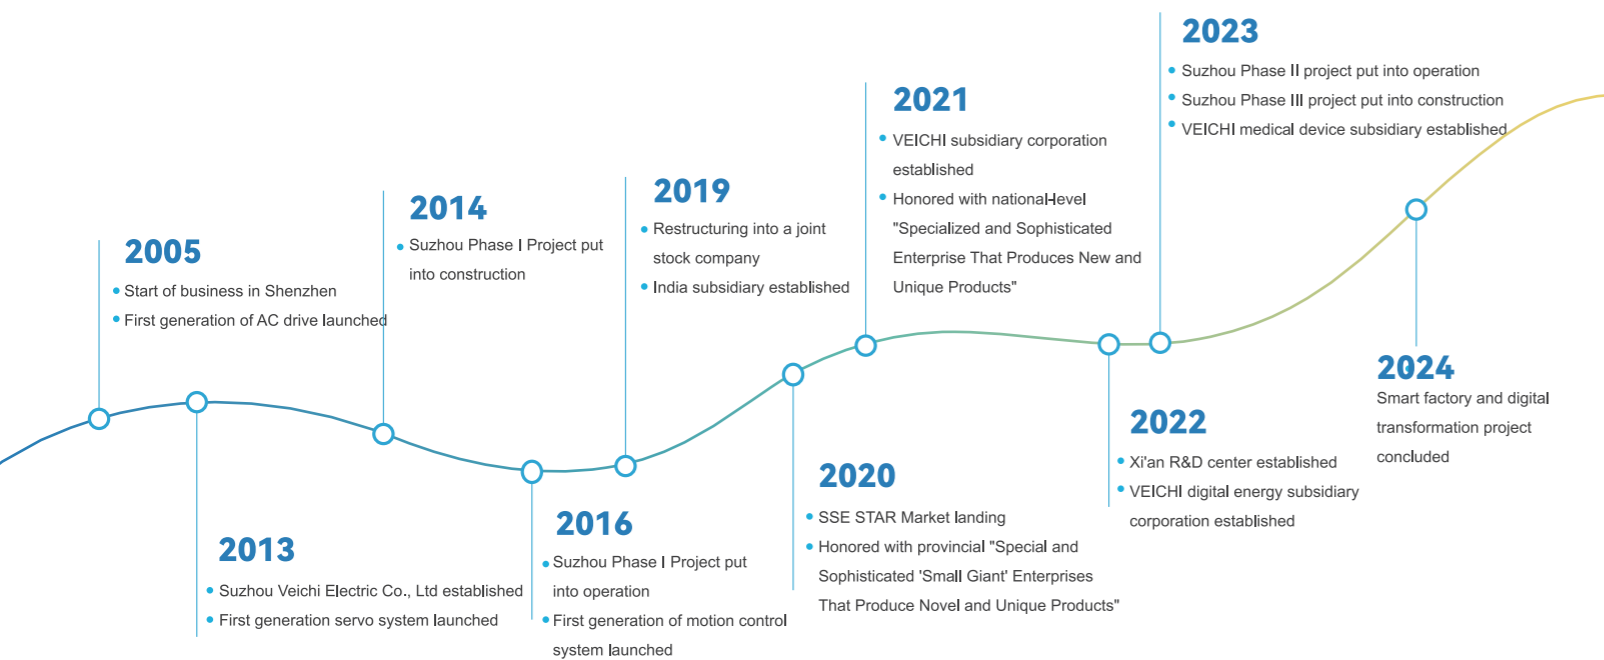 2005
Start of business in Shenzhen
First generation of AC drive launched
2013
Suzhou Veichi Electric Co., Ltd established
First generation servo system launched
2014
Suzhou Phase I Project put
into construction
2016
Suzhou Phase I Project put
into operation
First generation of motion control
system launched
2019
Restructuring into a joint
stock company
India subsidiary established
2020
SSE STAR Market landing
Honored with provincial "Special and
Sophisticated 'Small Giant' Enterprises
That Produce Novel and Unique Products"
2021
VEICHI subsidiary corporation
established
Honored with national-level
"Specialized and Sophisticated
Enterprise That Produces New and
Unique Products"
2022
Xi'an R&D center established
VEICHI digital energy subsidiary
corporation established
2023
Suzhou Phase II project put into operation
Suzhou Phase III project put into construction
VEICHI medical device subsidiary established
2024
Smart factory and digital
transformation project
concluded